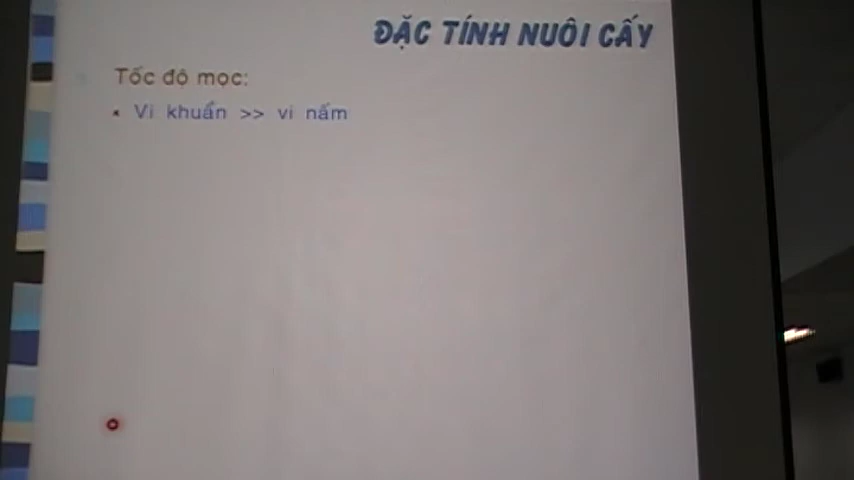 ĐẶC TÍNH NUÔI CẤY
Tốc độ mọc:
• Vi khuẩn >> vi nấm